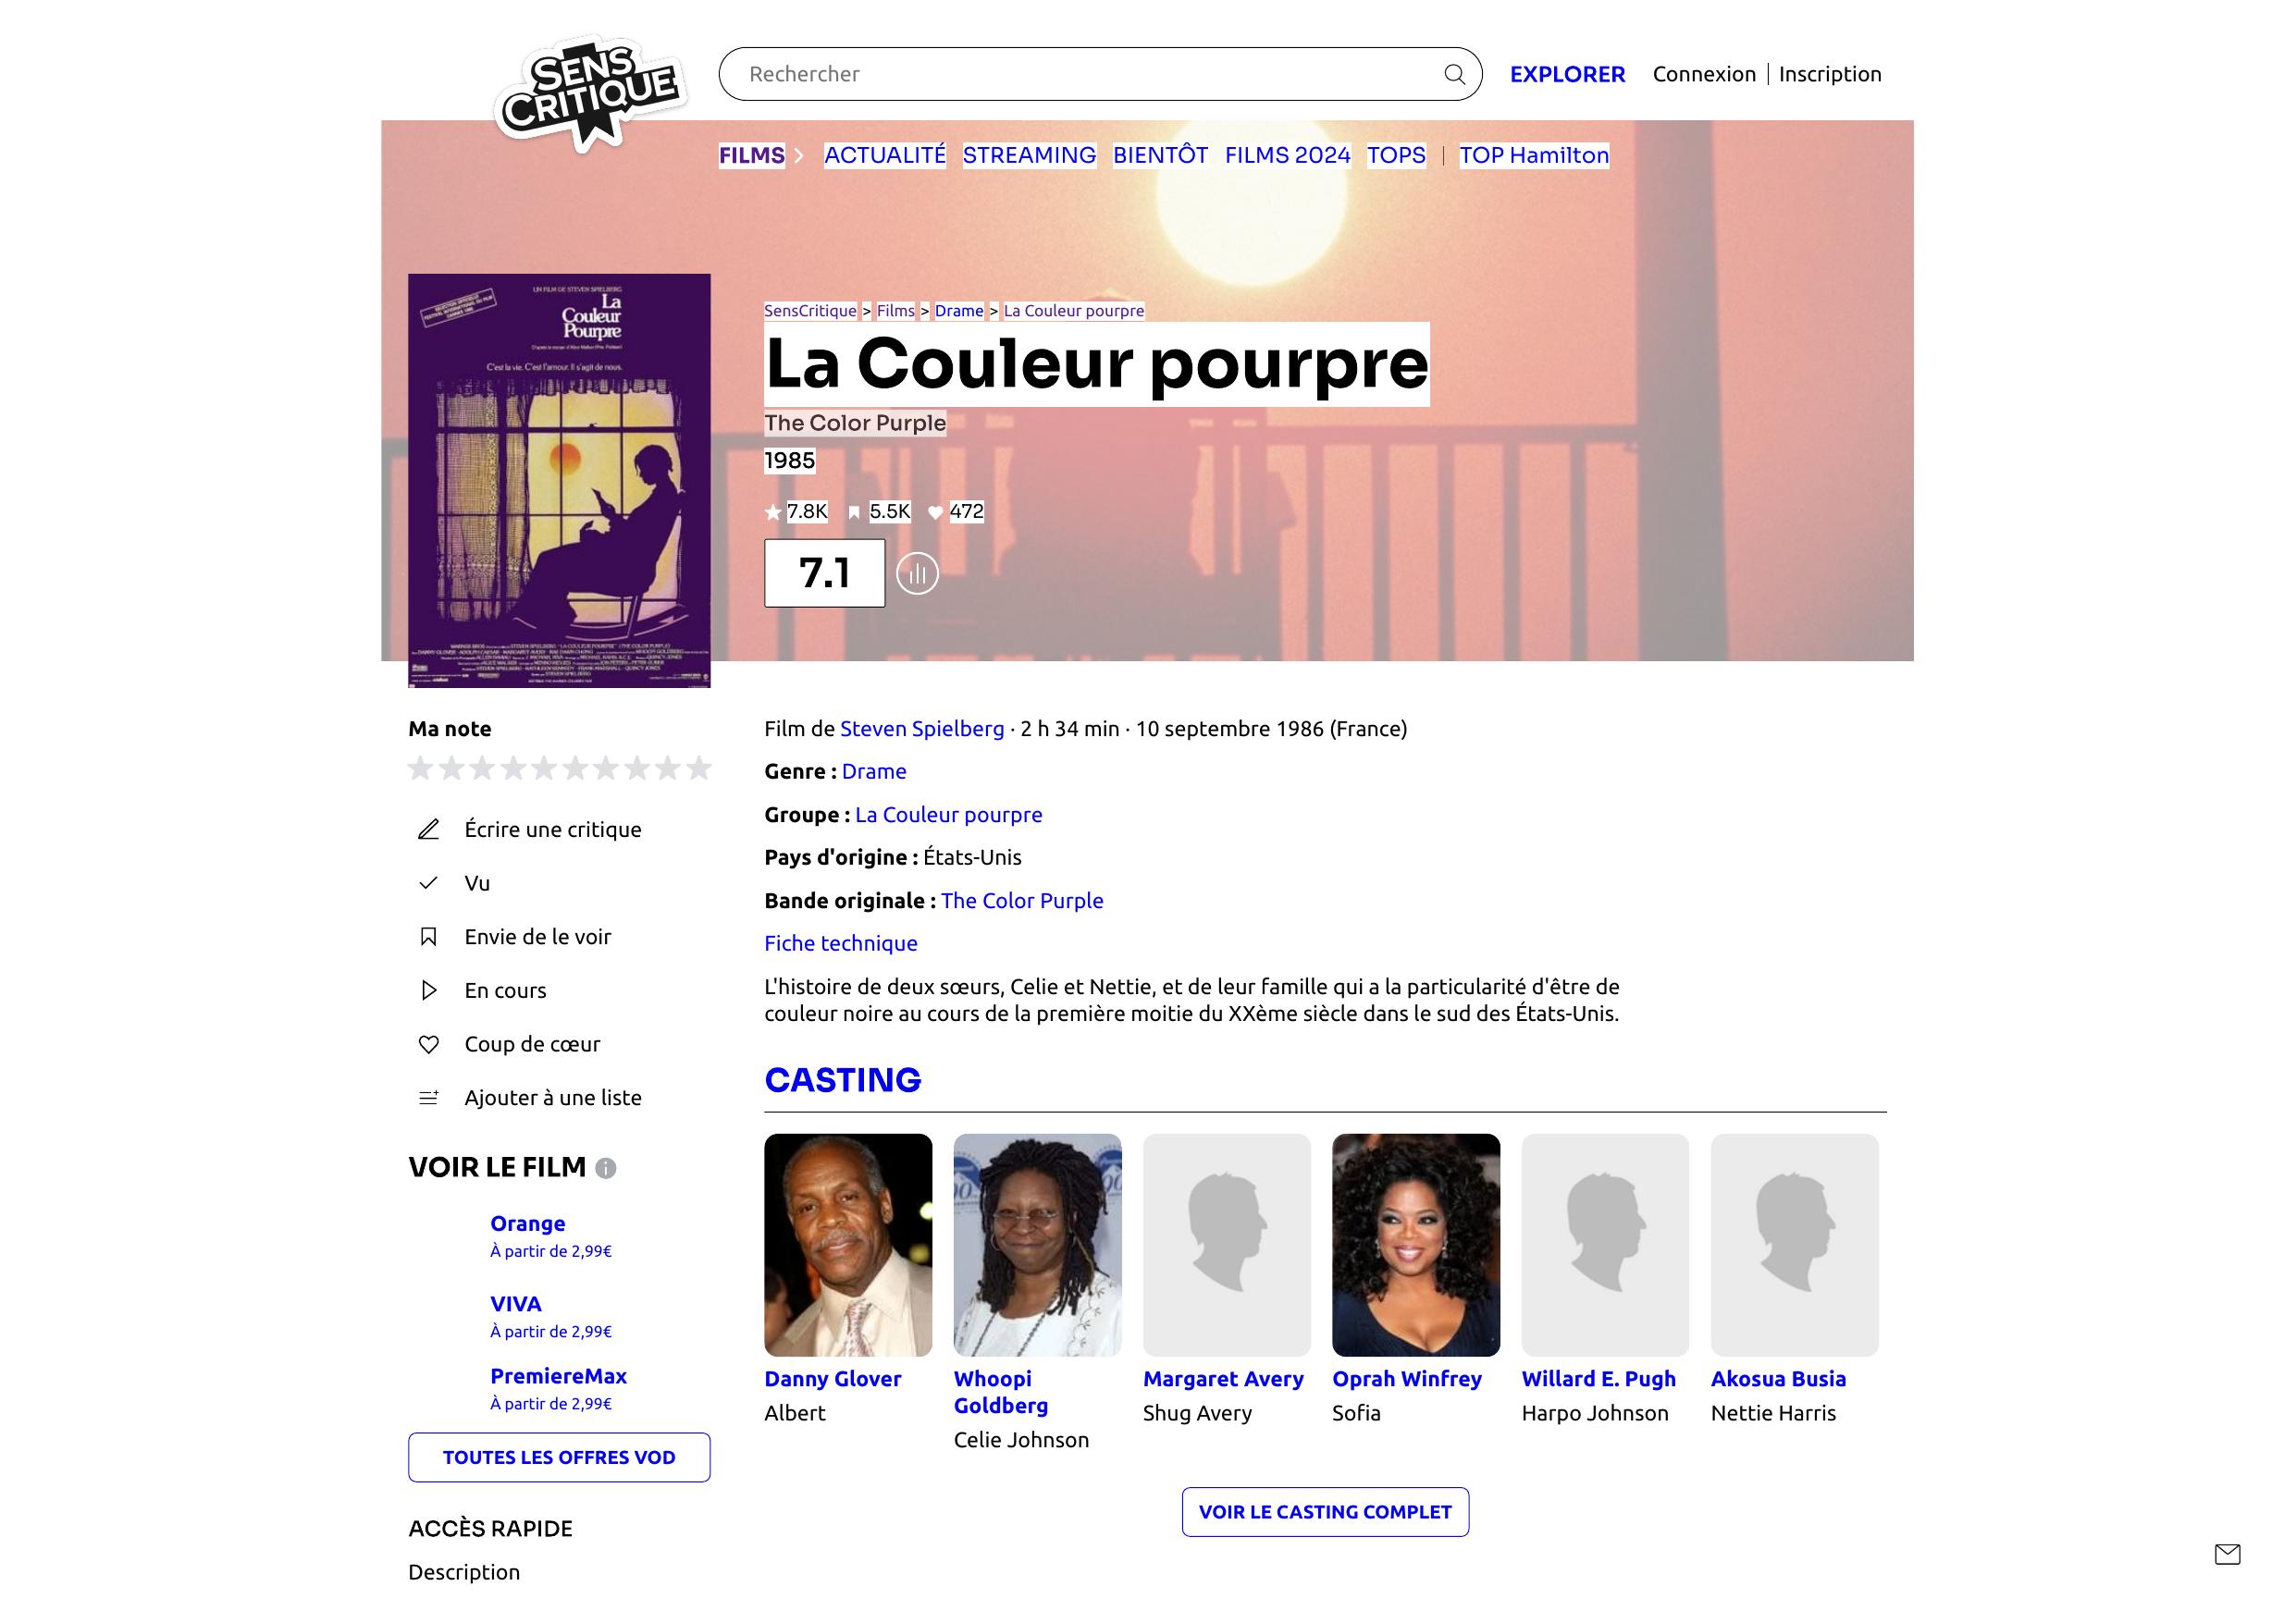 SENS
CRITIQUE
Rechercher
EXPLORER
Connexion | Inscription
FILMS
ACTUALITÉ STREAMING BIENTÔT FILMS 2024 TOPS | TOP Hamilton
UN FILM DE STEVEN SPIELBERG
La
Couleur
Pourpre
C'est la vie. C'est l'amour. Il s'agit de nous.
SensCritique > Films > Drame > La Couleur pourpre
La Couleur pourpre
The Color Purple
1985
7.8K 5.5K 472
7.1
Ma note
Écrire une critique
Vu
Envie de le voir
En cours
Coup de cœur
Ajouter à une liste
VOIR LE FILM
Orange
À partir de 2,99€
VIVA
À partir de 2,99€
PremiereMax
À partir de 2,99€
TOUTES LES OFFRES VOD
ACCÈS RAPIDE
Description
Film de Steven Spielberg · 2 h 34 min · 10 septembre 1986 (France)
Genre : Drame
Groupe : La Couleur pourpre
Pays d'origine : États-Unis
Bande originale : The Color Purple
Fiche technique
L'histoire de deux sœurs, Celie et Nettie, et de leur famille qui a la particularité d'être de
couleur noire au cours de la première moitie du XXème siècle dans le sud des États-Unis.
CASTING
Danny Glover
Albert
Whoopi
Goldberg
Celie Johnson
Margaret Avery
Shug Avery
Oprah Winfrey
Sofia
Willard E. Pugh
Harpo Johnson
Akosua Busia
Nettie Harris
VOIR LE CASTING COMPLET